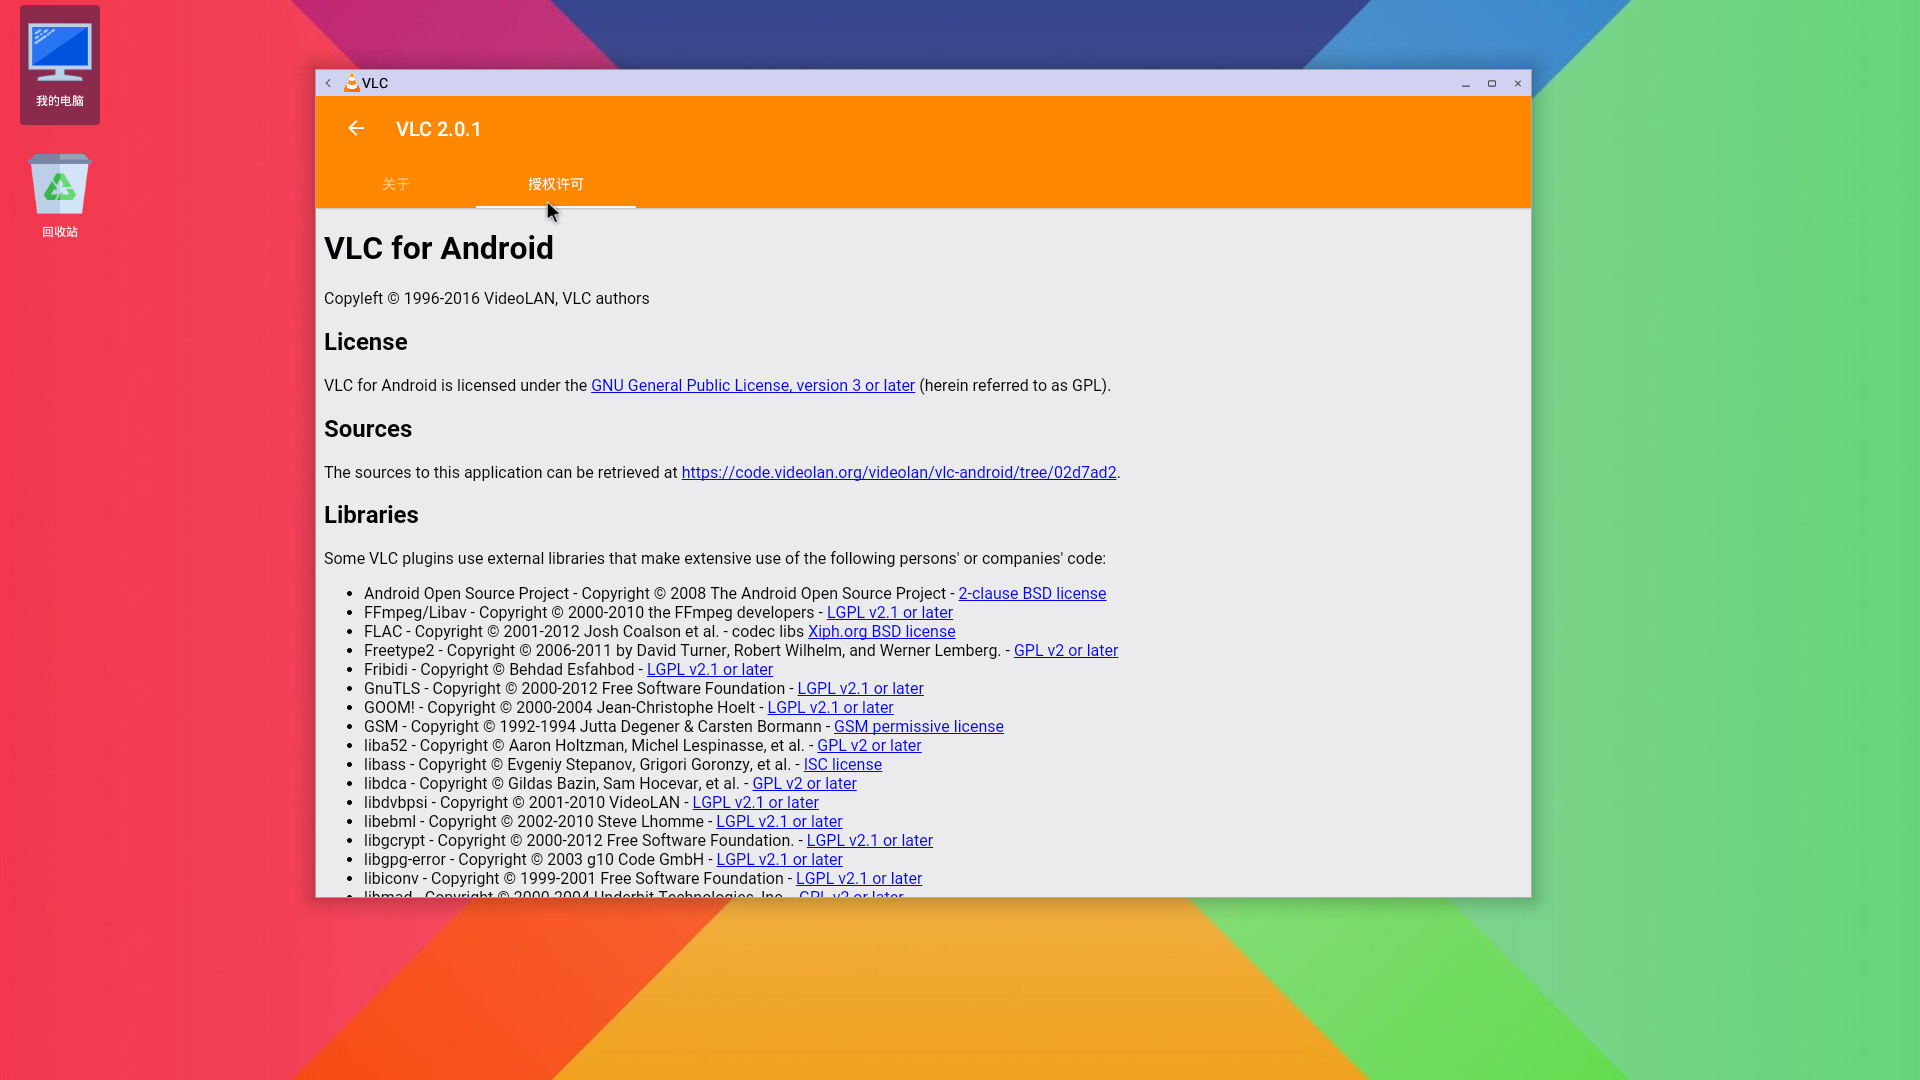 我的电脑
回收站
VLC
VLC 2.0.1
关于
授权许可
VLC for Android
Copyleft © 1996-2016 VideoLAN, VLC authors
License
VLC for Android is licensed under the GNU General Public License, version 3 or later (herein referred to as GPL).
Sources
The sources to this application can be retrieved at https://code.videolan.org/videolan/vlc-android/tree/02d7ad2.
Libraries
Some VLC plugins use external libraries that make extensive use of the following persons' or companies' code:
• Android Open Source Project - Copyright © 2008 The Android Open Source Project - 2-clause BSD license
• FFmpeg/Libav - Copyright © 2000-2010 the FFmpeg developers - LGPL v2.1 or later
• FLAC - Copyright © 2001-2012 Josh Coalson et al. - codec libs Xiph.org BSD license
• Freetype2 - Copyright © 2006-2011 by David Turner, Robert Wilhelm, and Werner Lemberg. - GPL v2 or later
• Fribidi - Copyright © Behdad Esfahbod - LGPL v2.1 or later
• GnuTLS - Copyright © 2000-2012 Free Software Foundation - LGPL v2.1 or later
• GOOM! - Copyright © 2000-2004 Jean-Christophe Hoelt - LGPL v2.1 or later
• GSM - Copyright © 1992-1994 Jutta Degener & Carsten Bormann - GSM permissive license
• liba52 - Copyright © Aaron Holtzman, Michel Lespinasse, et al. - GPL v2 or later
• libass - Copyright © Evgeniy Stepanov, Grigori Goronzy, et al. - ISC license
• libdca - Copyright © Gildas Bazin, Sam Hocevar, et al. - GPL v2 or later
• libdvbpsi - Copyright © 2001-2010 VideoLAN - LGPL v2.1 or later
• libebml - Copyright © 2002-2010 Steve Lhomme - LGPL v2.1 or later
• libgcrypt - Copyright © 2000-2012 Free Software Foundation. - LGPL v2.1 or later
• libgpg-error - Copyright © 2003 g10 Code GmbH - LGPL v2.1 or later
• libiconv - Copyright © 1999-2001 Free Software Foundation - LGPL v2.1 or later
• libmad - Copyright © 2000-2004 Underbit Technologies, Inc. - GPL v2 or later